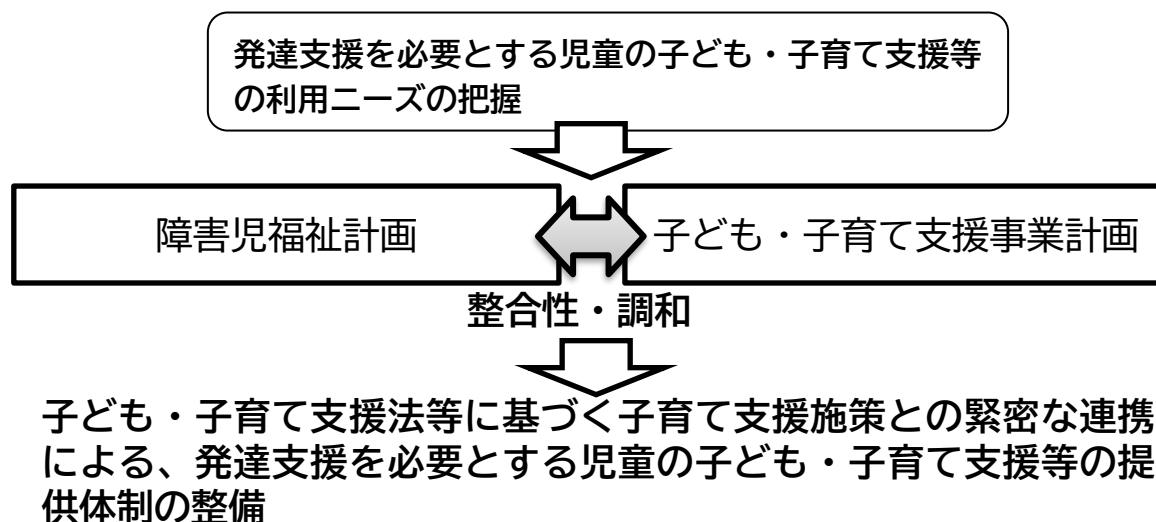 発達支援を必要とする児童の子ども・子育て支援等
の利用ニーズの把握
障害児福祉計画
子ども・子育て支援事業計画
整合性・調和
子ども・子育て支援法等に基づく子育て支援施策との緊密な連携
による、発達支援を必要とする児童の子ども・子育て支援等の提
供体制の整備